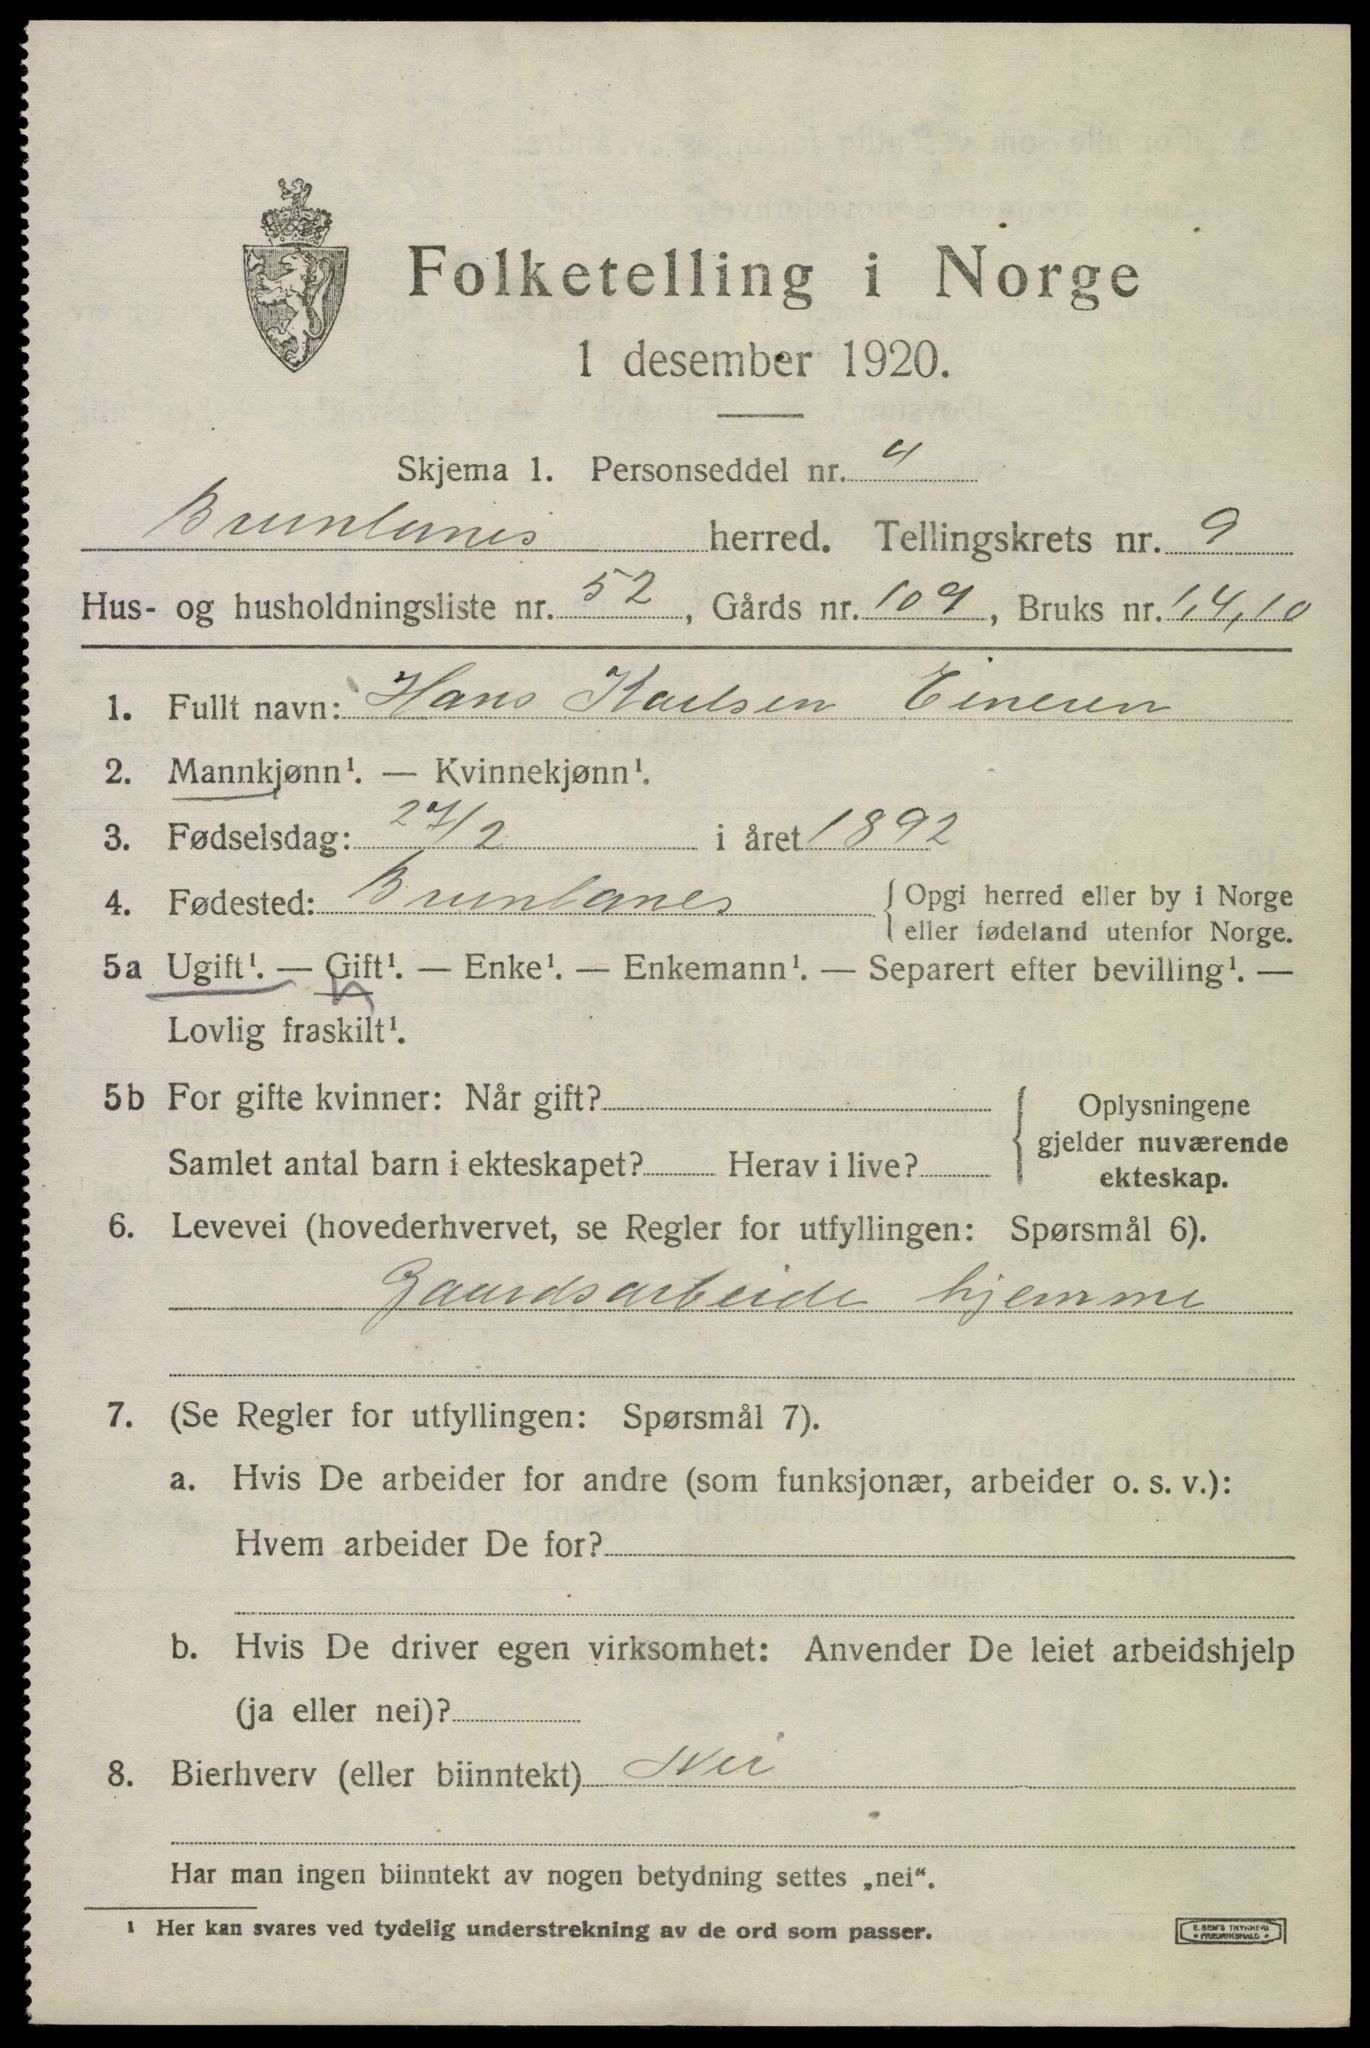 Folketelling i Norge
1 desember 1920.
Skjema 1. Personseddel nr. 4
Brunlanes herred. Tellingskrets nr. 9
Hus- og husholdningsliste nr. 52, Gårds nr. 109, Bruks nr. 1,4,10
1. Fullt navn: Hans Karlsen Eineren
2. Mannkjønn¹. — Kvinnekjønn¹.
3. Fødselsdag: 27/2 i året 1892
4. Fødested: Brunlanes { Opgi herred eller by i Norge
eller fødeland utenfor Norge.
5a Ugift¹. — Gift¹. — Enke¹. — Enkemann¹. — Separert efter bevilling¹. —
Lovlig fraskilt¹.
5b For gifte kvinner: Når gift?
Samlet antal barn i ekteskapet? Herav i live?
Oplysningene
gjelder nuværende
ekteskap.
6. Levevei (hovederhvervet, se Regler for utfyllingen: Spørsmål 6).
Gaardsarbeide hjemme
7. (Se Regler for utfyllingen: Spørsmål 7).
a. Hvis De arbeider for andre (som funksjonær, arbeider o. s. v.):
Hvem arbeider De for?
b. Hvis De driver egen virksomhet: Anvender De leiet arbeidshjelp
(ja eller nei)?
8. Bierhverv (eller biinntekt) Nei
Har man ingen biinntekt av nogen betydning settes „nei“.
¹ Her kan svares ved tydelig understrekning av de ord som passer.
E. SEM'S TRYKKERI
FREDRIKSHALD